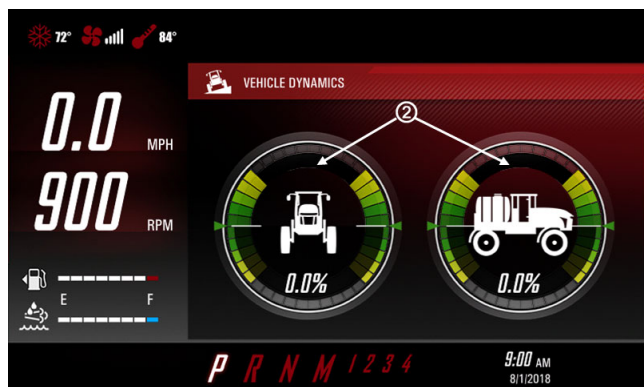 72° 84°
VEHICLE DYNAMICS
②
0.0 MPH
900 RPM
0.0% 0.0%
E F
P R N M 1 2 3 4
9:00 AM
8/1/2018